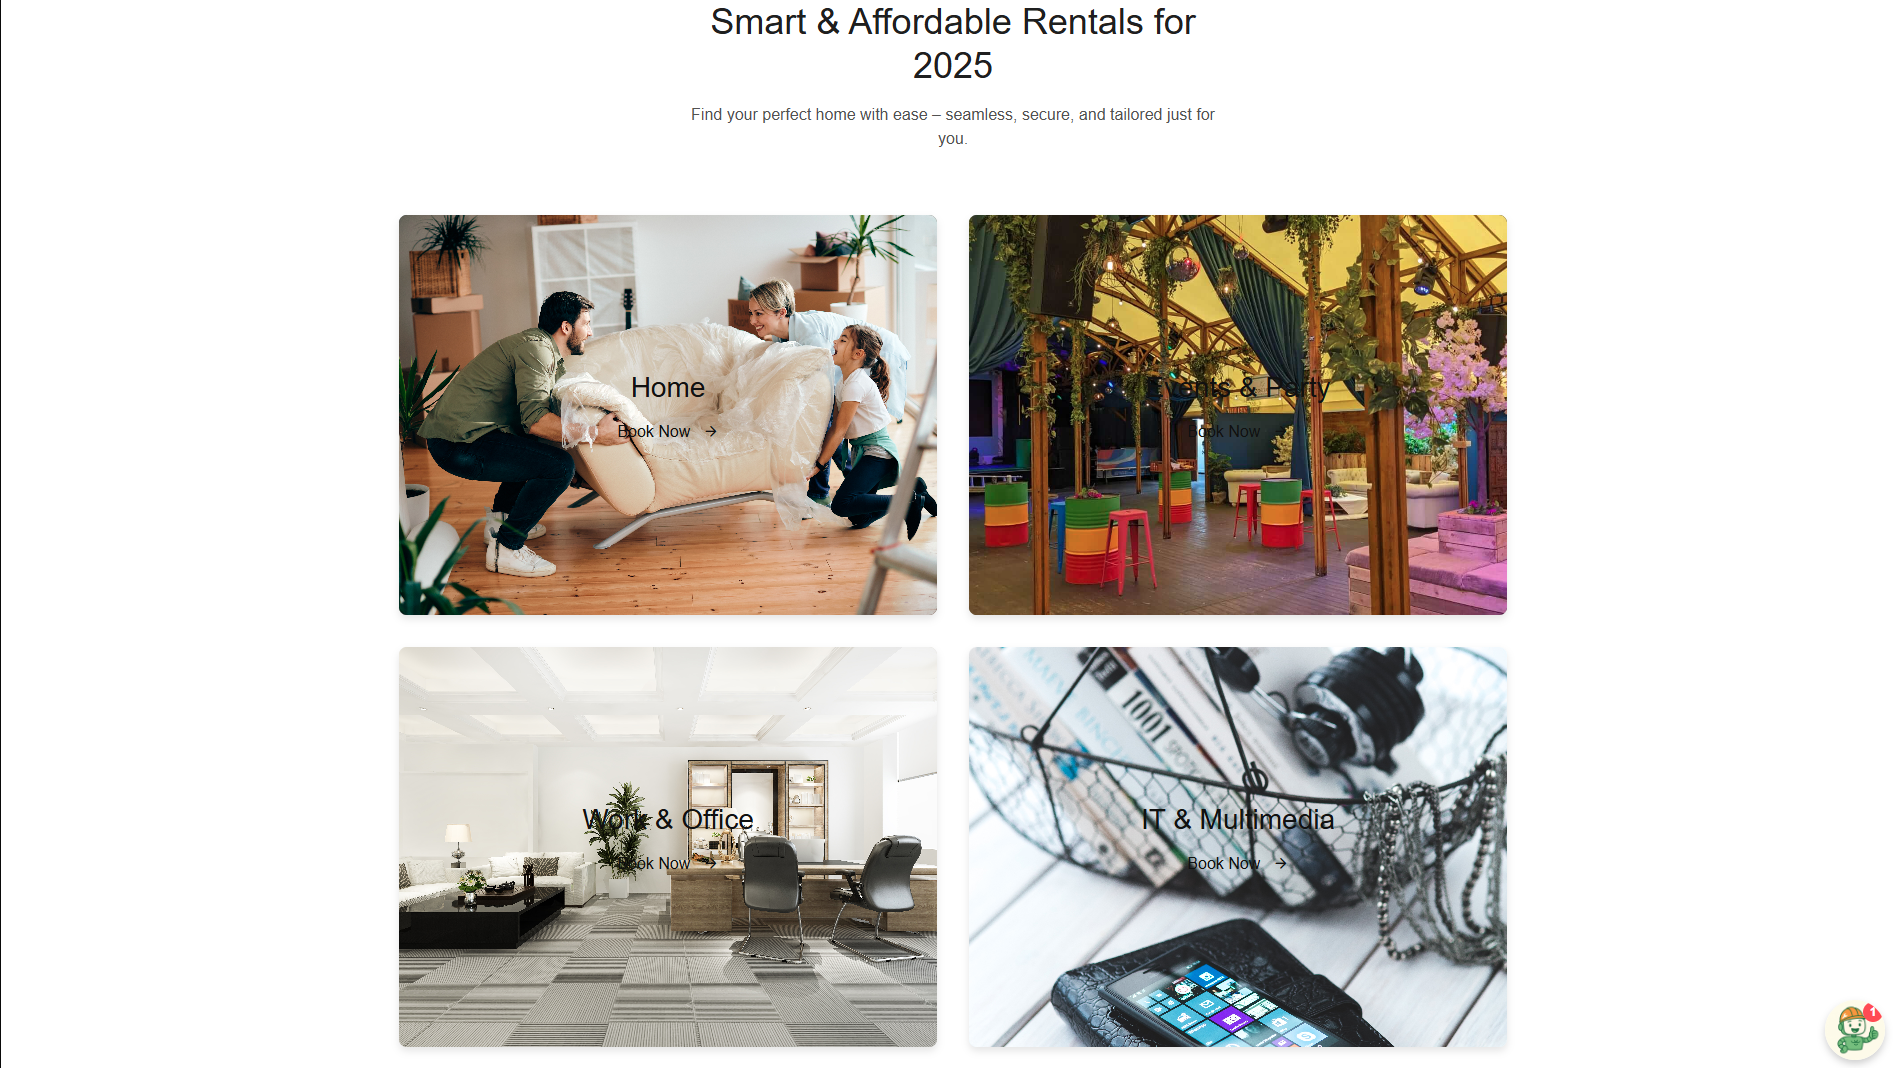 Smart & Affordable Rentals for
2025
Find your perfect home with ease – seamless, secure, and tailored just for
you.
Home
Book Now
Events & Party
Book Now
Work & Office
Book Now
1001
IT & Multimedia
Book Now
1